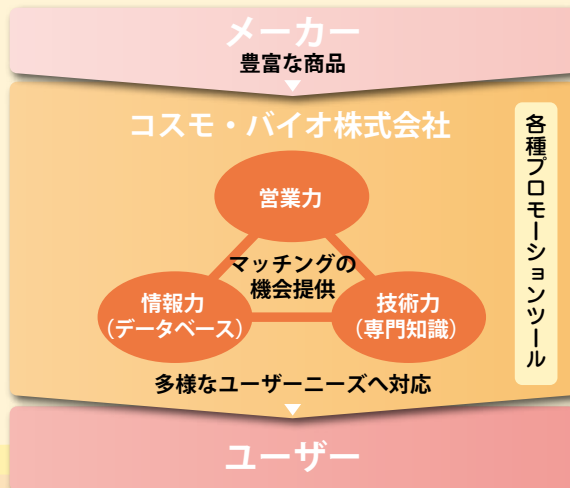 メーカー
豊富な商品
コスモ・バイオ株式会社
営業力
マッチングの
機会提供
情報力
（データベース）
技術力
（専門知識）
多様なユーザーニーズへ対応
各種プロモーションツール
ユーザー